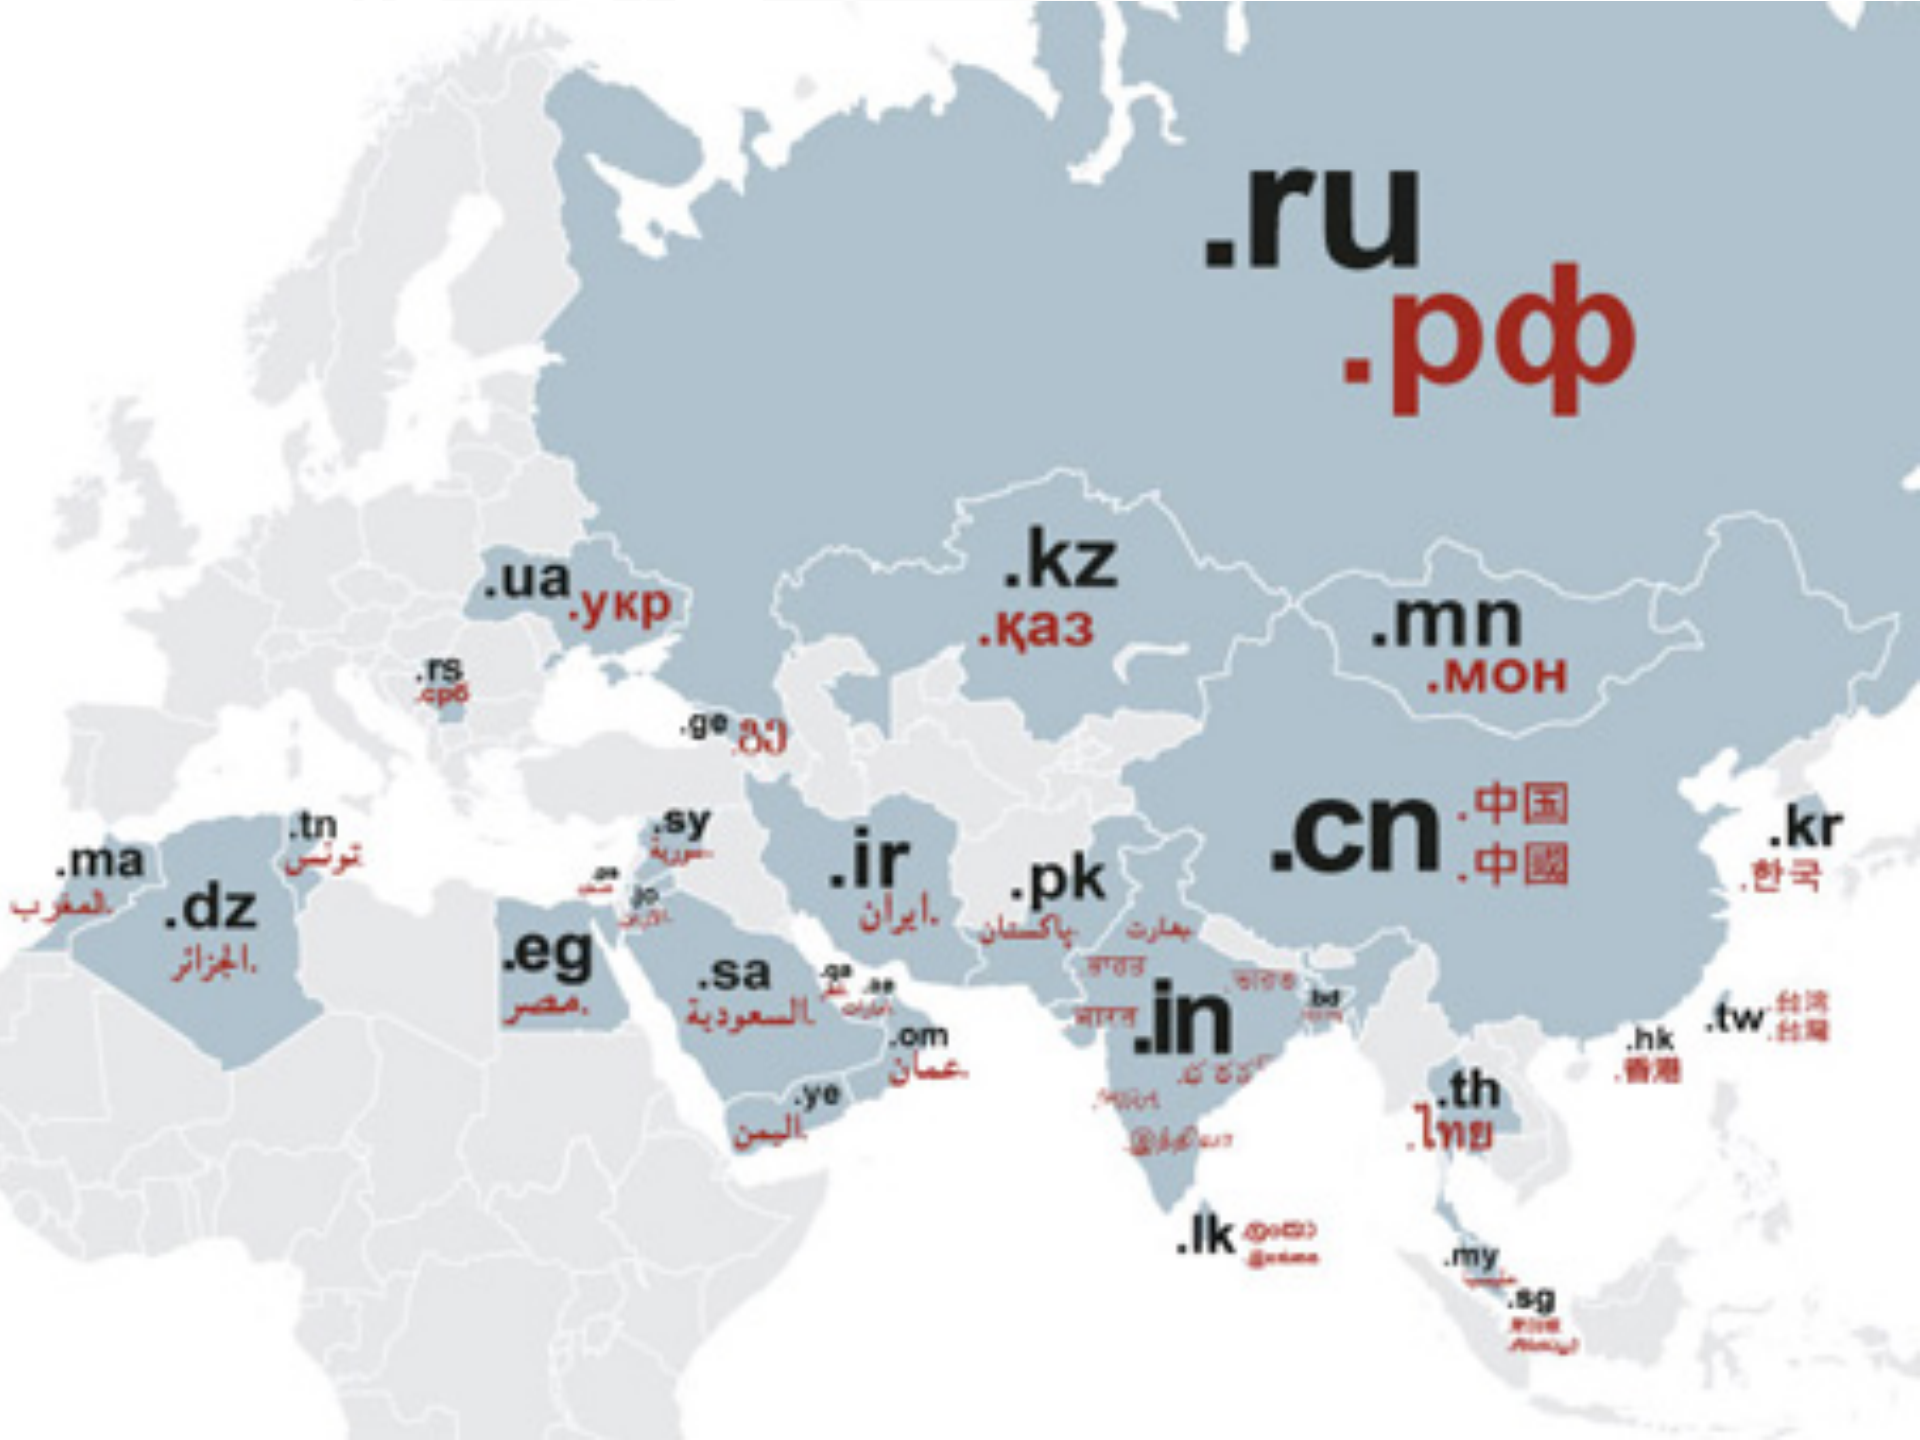 .ru
.рф
.kz
.қаз
.mn
.мон
.ua
.укр
.rs
.срб
.ge
.გე
.cn
.中国
.中國
.kr
.한국
.tn
تونس.
.ma
المغرب.
.dz
الجزائر.
.sy
سورية.
.jo
.ir
ایران.
.pk
پاکستان.
.eg
مصر.
.sa
السعودية.
.qa
.ae
.om
عمان.
.ye
اليمن.
بھارت.
.in
.bd
.tw
.台湾
.台灣
.hk
.香港
.th
.ไทย
.lk
.my
.sg